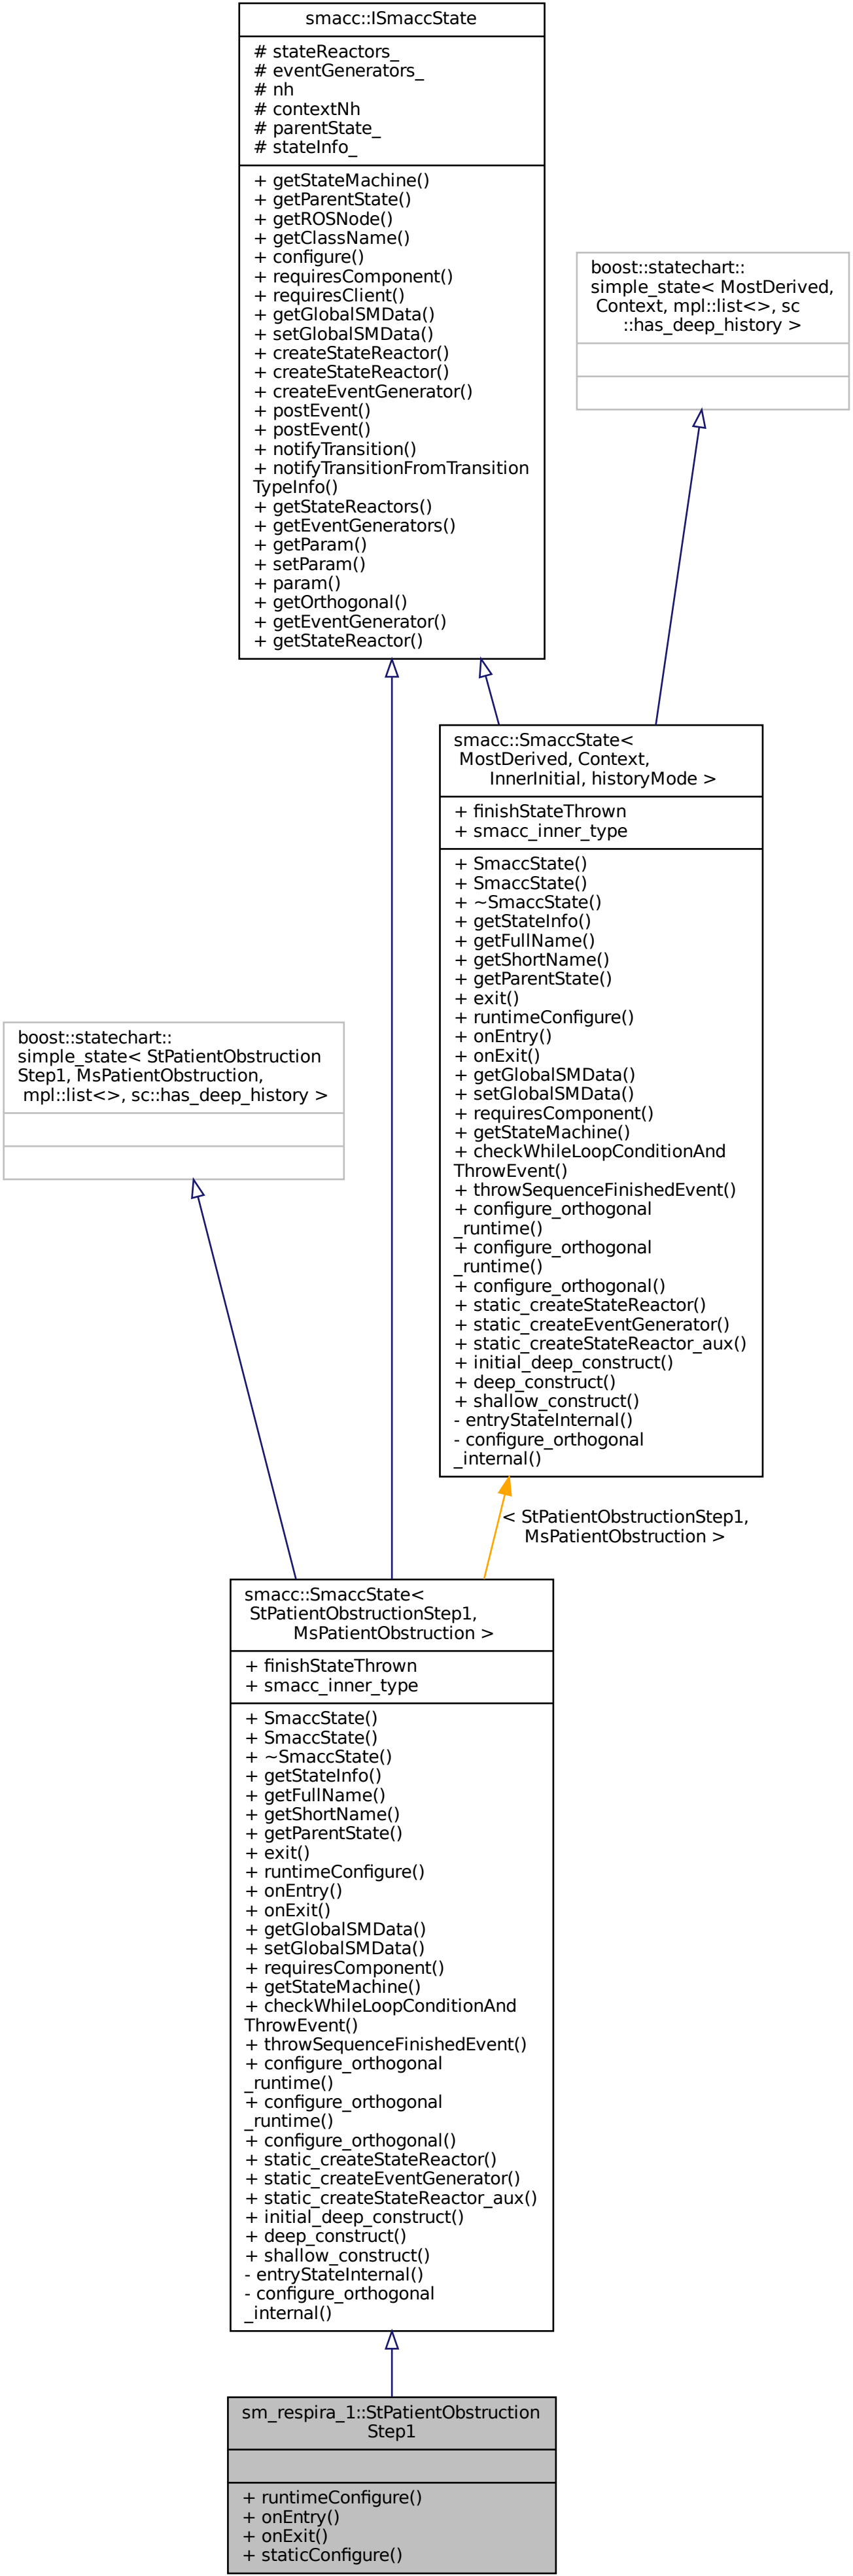 smacc::ISmaccState
# stateReactors_
# eventGenerators_
# nh
# contextNh
# parentState_
# stateInfo_
+ getStateMachine()
+ getParentState()
+ getROSNode()
+ getClassName()
+ configure()
+ requiresComponent()
+ requiresClient()
+ getGlobalSMData()
+ setGlobalSMData()
+ createStateReactor()
+ createStateReactor()
+ createEventGenerator()
+ postEvent()
+ postEvent()
+ notifyTransition()
+ notifyTransitionFromTransition
TypeInfo()
+ getStateReactors()
+ getEventGenerators()
+ getParam()
+ setParam()
+ param()
+ getOrthogonal()
+ getEventGenerator()
+ getStateReactor()
boost::statechart::
simple_state< MostDerived,
Context, mpl::list<>, sc
::has_deep_history >
smacc::SmaccState<
MostDerived, Context,
InnerInitial, historyMode >
+ finishStateThrown
+ smacc_inner_type
+ SmaccState()
+ SmaccState()
+ ~SmaccState()
+ getStateInfo()
+ getFullName()
+ getShortName()
+ getParentState()
+ exit()
+ runtimeConfigure()
+ onEntry()
+ onExit()
+ getGlobalSMData()
+ setGlobalSMData()
+ requiresComponent()
+ getStateMachine()
+ checkWhileLoopConditionAnd
ThrowEvent()
+ throwSequenceFinishedEvent()
+ configure_orthogonal
_runtime()
+ configure_orthogonal
_runtime()
+ configure_orthogonal()
+ static_createStateReactor()
+ static_createEventGenerator()
+ static_createStateReactor_aux()
+ initial_deep_construct()
+ deep_construct()
+ shallow_construct()
- entryStateInternal()
- configure_orthogonal
_internal()
boost::statechart::
simple_state< StPatientObstruction
Step1, MsPatientObstruction,
mpl::list<>, sc::has_deep_history >
< StPatientObstructionStep1,
MsPatientObstruction >
smacc::SmaccState<
StPatientObstructionStep1,
MsPatientObstruction >
+ finishStateThrown
+ smacc_inner_type
+ SmaccState()
+ SmaccState()
+ ~SmaccState()
+ getStateInfo()
+ getFullName()
+ getShortName()
+ getParentState()
+ exit()
+ runtimeConfigure()
+ onEntry()
+ onExit()
+ getGlobalSMData()
+ setGlobalSMData()
+ requiresComponent()
+ getStateMachine()
+ checkWhileLoopConditionAnd
ThrowEvent()
+ throwSequenceFinishedEvent()
+ configure_orthogonal
_runtime()
+ configure_orthogonal
_runtime()
+ configure_orthogonal()
+ static_createStateReactor()
+ static_createEventGenerator()
+ static_createStateReactor_aux()
+ initial_deep_construct()
+ deep_construct()
+ shallow_construct()
- entryStateInternal()
- configure_orthogonal
_internal()
sm_respira_1::StPatientObstruction
Step1
+ runtimeConfigure()
+ onEntry()
+ onExit()
+ staticConfigure()